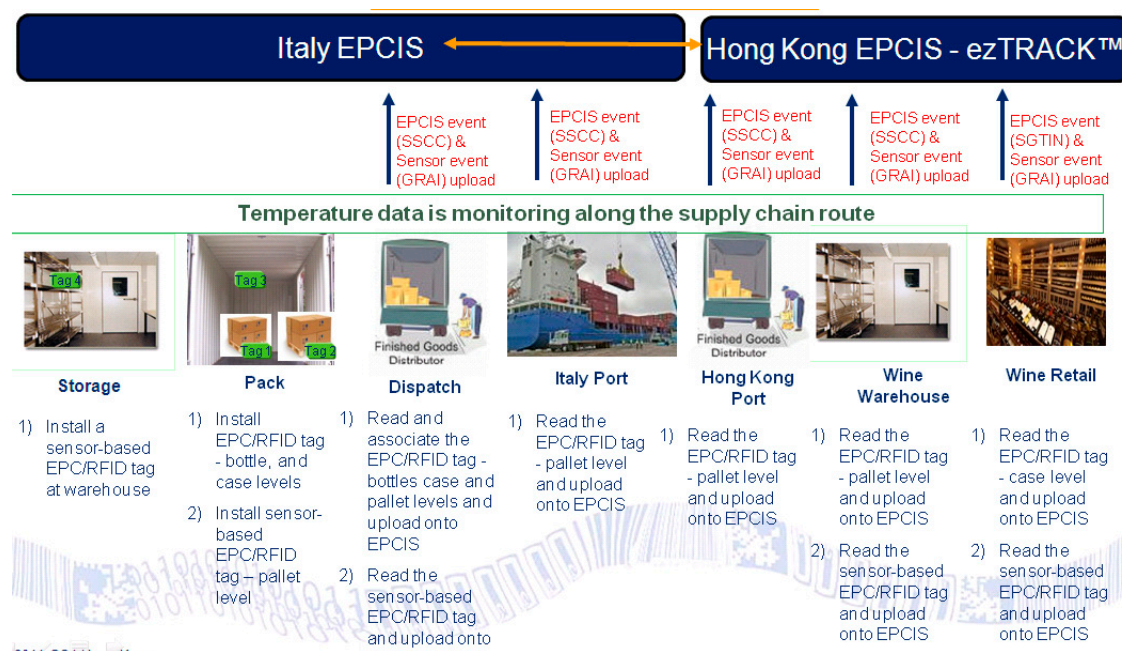 Italy EPCIS
Hong Kong EPCIS - ezTRACK™
EPCIS event
(SSCC) &
Sensor event
(GRAI) upload
EPCIS event
(SSCC) &
Sensor event
(GRAI) upload
EPCIS event
(SSCC) &
Sensor event
(GRAI) upload
EPCIS event
(SSCC) &
Sensor event
(GRAI) upload
EPCIS event
(SGTIN) &
Sensor event
(GRAI) upload
Temperature data is monitoring along the supply chain route
Tag 4
Tag 3
Tag 1
Tag 2
Finished Goods
Distributor
Finished Goods
Distributor
Storage
1) Install a
sensor-based
EPC/RFID tag
at warehouse
Pack
1) Install
EPC/RFID tag
- bottle, and
case levels
2) Install sensor-
based
EPC/RFID
tag – pallet
level
Dispatch
1) Read and
associate the
EPC/RFID tag -
bottles case and
pallet levels and
upload onto
EPCIS
2) Read the
sensor-based
EPC/RFID tag
and upload onto
Italy Port
1) Read the
EPC/RFID tag
- pallet level
and upload
onto EPCIS
Hong Kong
Port
1) Read the
EPC/RFID tag
- pallet level
and upload
onto EPCIS
Wine
Warehouse
1) Read the
EPC/RFID tag
- pallet level
and upload
onto EPCIS
2) Read the
sensor-based
EPC/RFID tag
and upload
onto EPCIS
Wine Retail
1) Read the
EPC/RFID tag
- case level
and upload
onto EPCIS
2) Read the
sensor-based
EPC/RFID tag
and upload
onto EPCIS